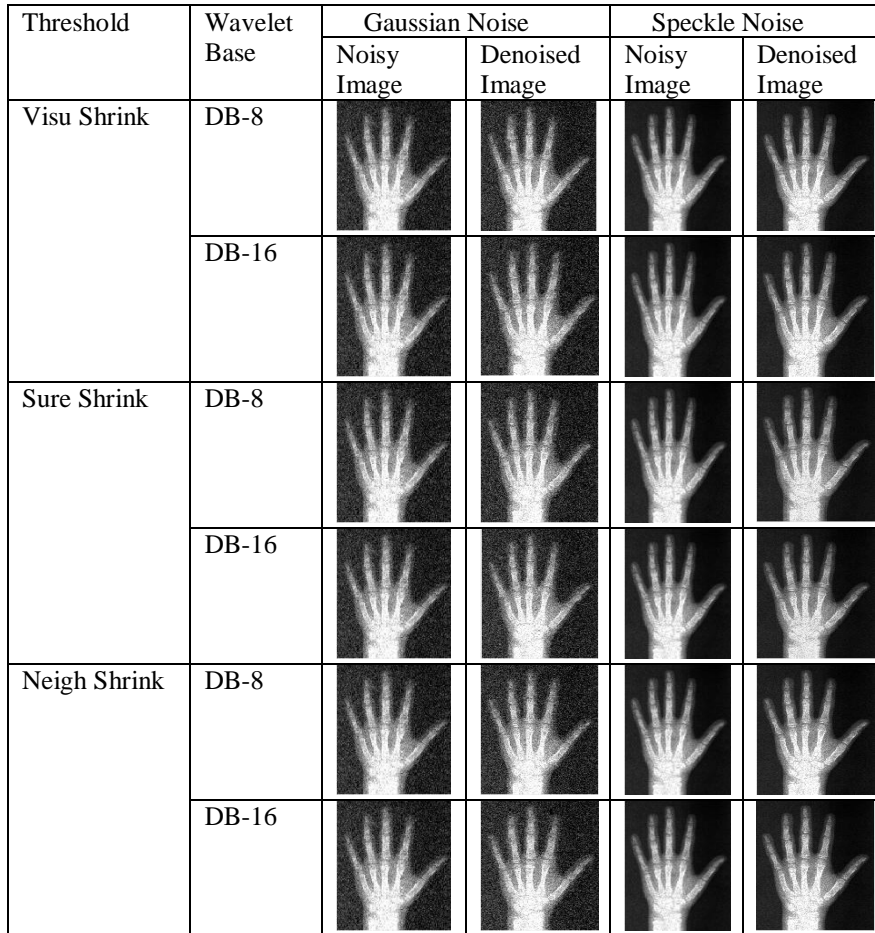 Threshold Wavelet Base Gaussian Noise Speckle Noise
Noisy Image Denoised Image Noisy Image Denoised Image
Visu Shrink DB-8
DB-16
Sure Shrink DB-8
DB-16
Neigh Shrink DB-8
DB-16